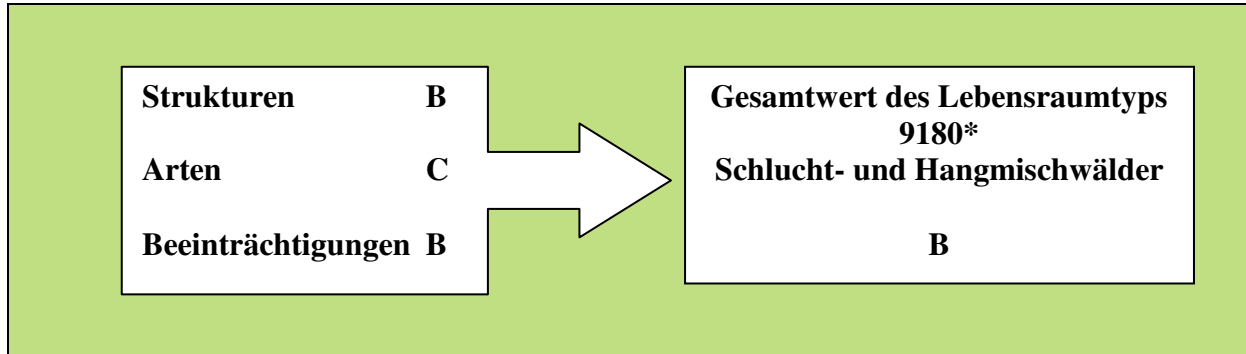 Strukturen B
Arten C
Beeinträchtigungen B
Gesamtwert des Lebensraumtyps
9180*
Schlucht- und Hangmischwälder
B